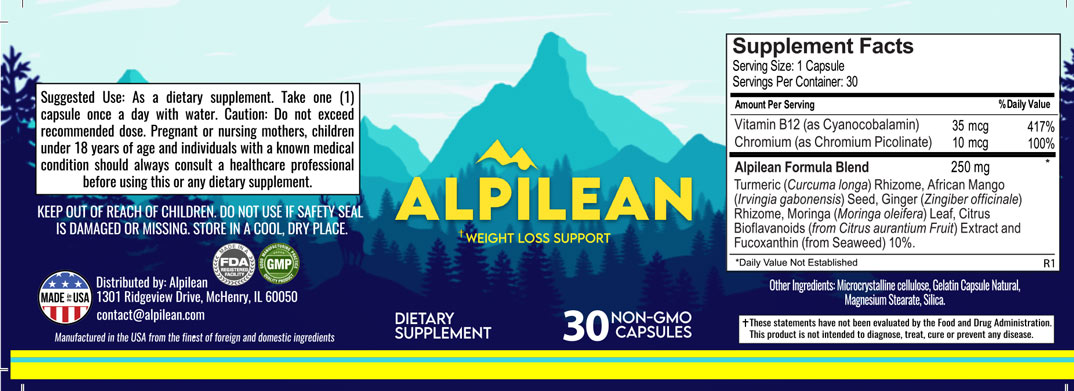 Suggested Use: As a dietary supplement. Take one (1)
capsule once a day with water. Caution: Do not exceed
recommended dose. Pregnant or nursing mothers, children
under 18 years of age and individuals with a known medical
condition should always consult a healthcare professional
before using this or any dietary supplement.
KEEP OUT OF REACH OF CHILDREN. DO NOT USE IF SAFETY SEAL
IS DAMAGED OR MISSING. STORE IN A COOL, DRY PLACE.
MADE IN A
FDA
REGISTERED
FACILITY
GOOD MANUFACTURING PRACTICE
GMP
QUALITY PRODUCT
MADE IN USA
Distributed by: Alpilean
1301 Ridgeview Drive, McHenry, IL 60050
contact@alpilean.com
Manufactured in the USA from the finest of foreign and domestic ingredients
ALPILEAN
†WEIGHT LOSS SUPPORT
DIETARY
SUPPLEMENT
30 NON-GMO
CAPSULES
Supplement Facts
Serving Size: 1 Capsule
Servings Per Container: 30
Amount Per Serving %Daily Value
Vitamin B12 (as Cyanocobalamin) 35 mcg 417%
Chromium (as Chromium Picolinate) 10 mcg 100%
Alpilean Formula Blend 250 mg *
Turmeric (Curcuma longa) Rhizome, African Mango
(Irvingia gabonensis) Seed, Ginger (Zingiber officinale)
Rhizome, Moringa (Moringa oleifera) Leaf, Citrus
Bioflavanoids (from Citrus aurantium Fruit) Extract and
Fucoxanthin (from Seaweed) 10%.
*Daily Value Not Established R1
Other Ingredients: Microcrystalline cellulose, Gelatin Capsule Natural,
Magnesium Stearate, Silica.
†These statements have not been evaluated by the Food and Drug Administration.
This product is not intended to diagnose, treat, cure or prevent any disease.